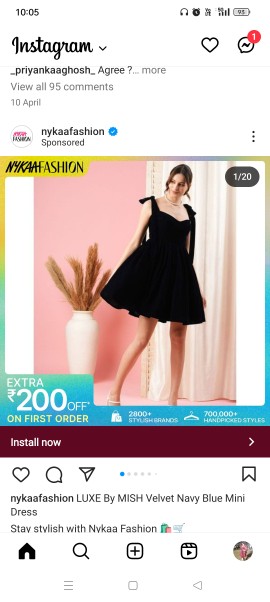 10:05
93
Instagram
1
_priyankaaghosh_ Agree ?... more
View all 95 comments
10 April
NYKAA
FASHION
nykaafashion
Sponsored
NYKAA FASHION
1/20
EXTRA
₹200 OFF*
ON FIRST ORDER
2800+
STYLISH BRANDS
700,000+
HANDPICKED STYLES
Install now
nykaafashion LUXE By MISH Velvet Navy Blue Mini
Dress
Stay stylish with Nykaa Fashion